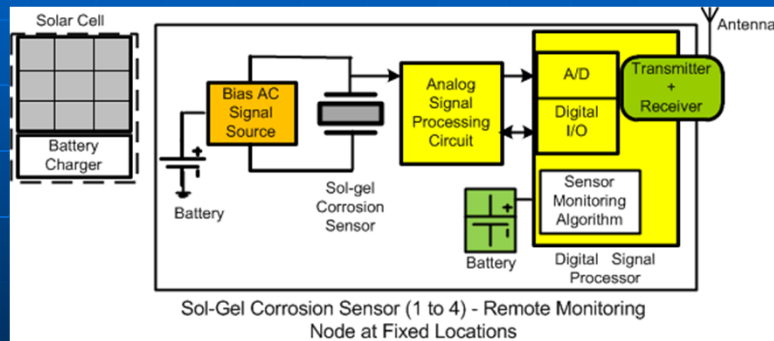 Solar Cell
Battery
Charger
Bias AC
Signal
Source
Battery
Sol-gel
Corrosion
Sensor
Analog
Signal
Processing
Circuit
A/D
Digital
I/O
Transmitter
+
Receiver
Antenna
Sensor
Monitoring
Algorithm
Battery
Digital Signal
Processor
Sol-Gel Corrosion Sensor (1 to 4) - Remote Monitoring
Node at Fixed Locations